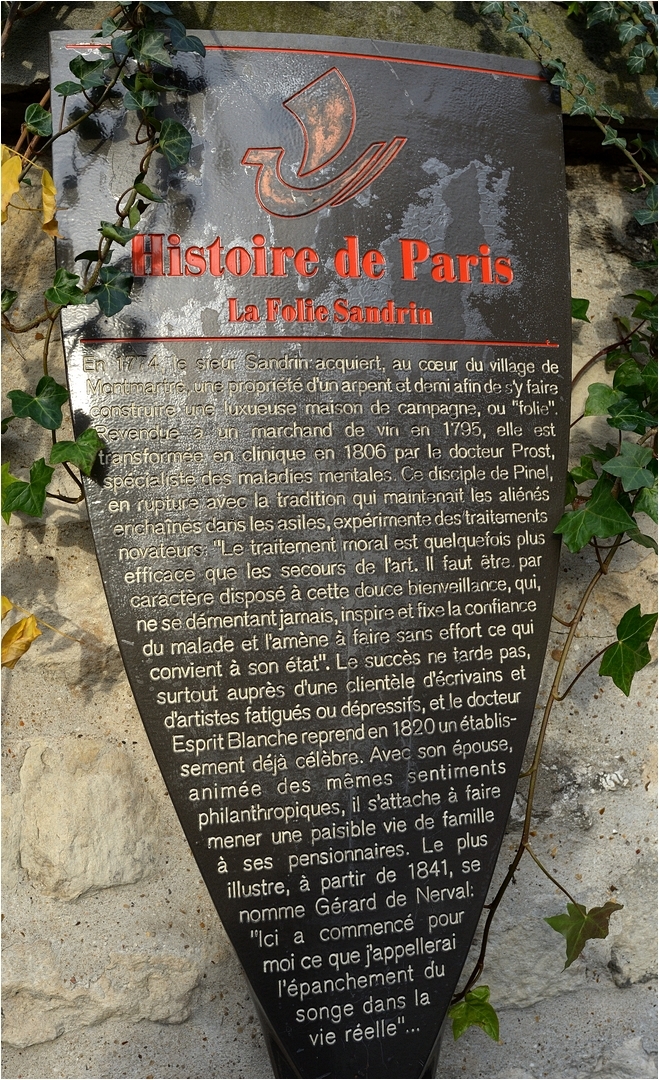 Histoire de Paris
La Folie Sandrin
En 1774, le sieur Sandrin acquiert, au cœur du village de
Montmartre, une propriété d'un arpent et demi afin de s'y faire
construire une luxueuse maison de campagne, ou "folie".
Revendue à un marchand de vin en 1795, elle est
transformée en clinique en 1806 par le docteur Prost,
spécialiste des maladies mentales. Ce disciple de Pinel,
en rupture avec la tradition qui maintenait les aliénés
enchaînés dans les asiles, expérimente des traitements
novateurs: "Le traitement moral est quelquefois plus
efficace que les secours de l'art. Il faut être par
caractère disposé à cette douce bienveillance, qui,
ne se démentant jamais, inspire et fixe la confiance
du malade et l'amène à faire sans effort ce qui
convient à son état". Le succès ne tarde pas,
surtout auprès d'une clientèle d'écrivains et
d'artistes fatigués ou dépressifs, et le docteur
Esprit Blanche reprend en 1820 un établis-
sement déjà célèbre. Avec son épouse,
animée des mêmes sentiments
philanthropiques, il s'attache à faire
mener une paisible vie de famille
à ses pensionnaires. Le plus
illustre, à partir de 1841, se
nomme Gérard de Nerval:
"Ici a commencé pour
moi ce que j'appellerai
l'épanchement du
songe dans la
vie réelle"...